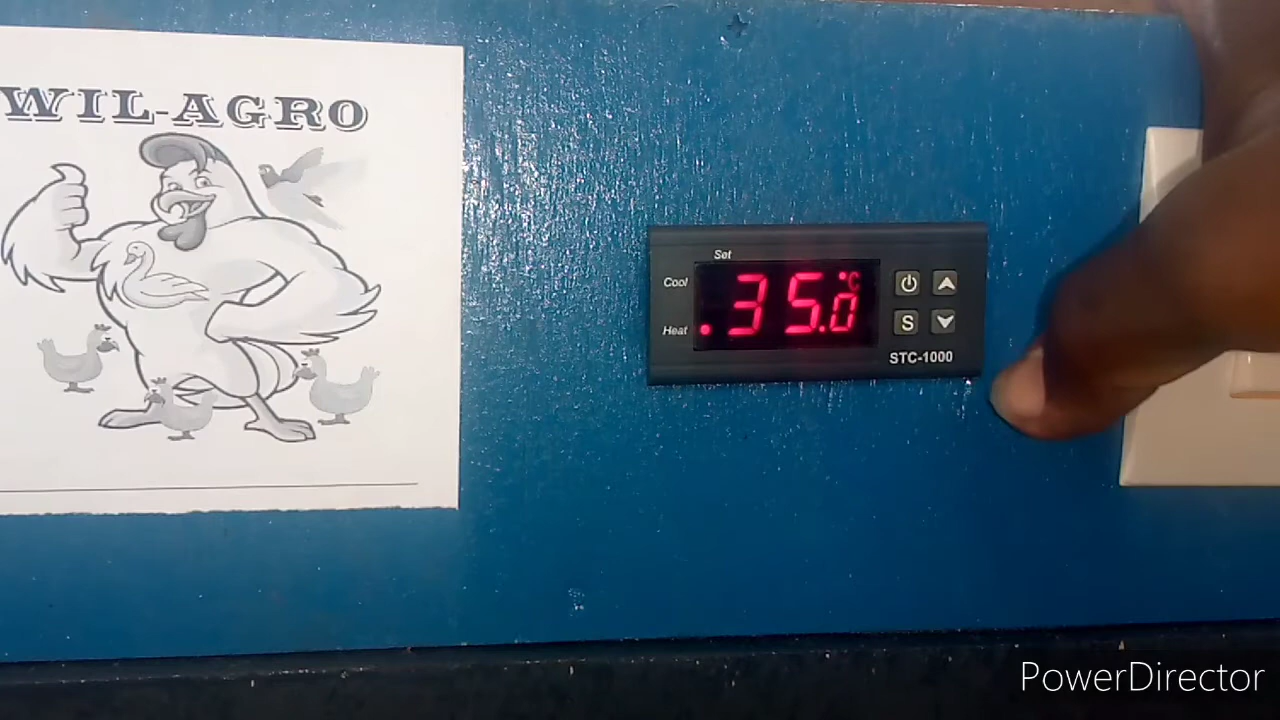 WIL-AGRO
Set
Cool
Heat
35.0 °C
S
STC-1000
PowerDirector